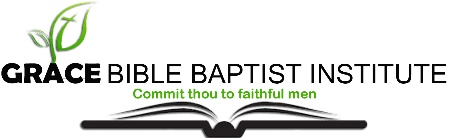 GRACE BIBLE BAPTIST INSTITUTE
Commit thou to faithful men